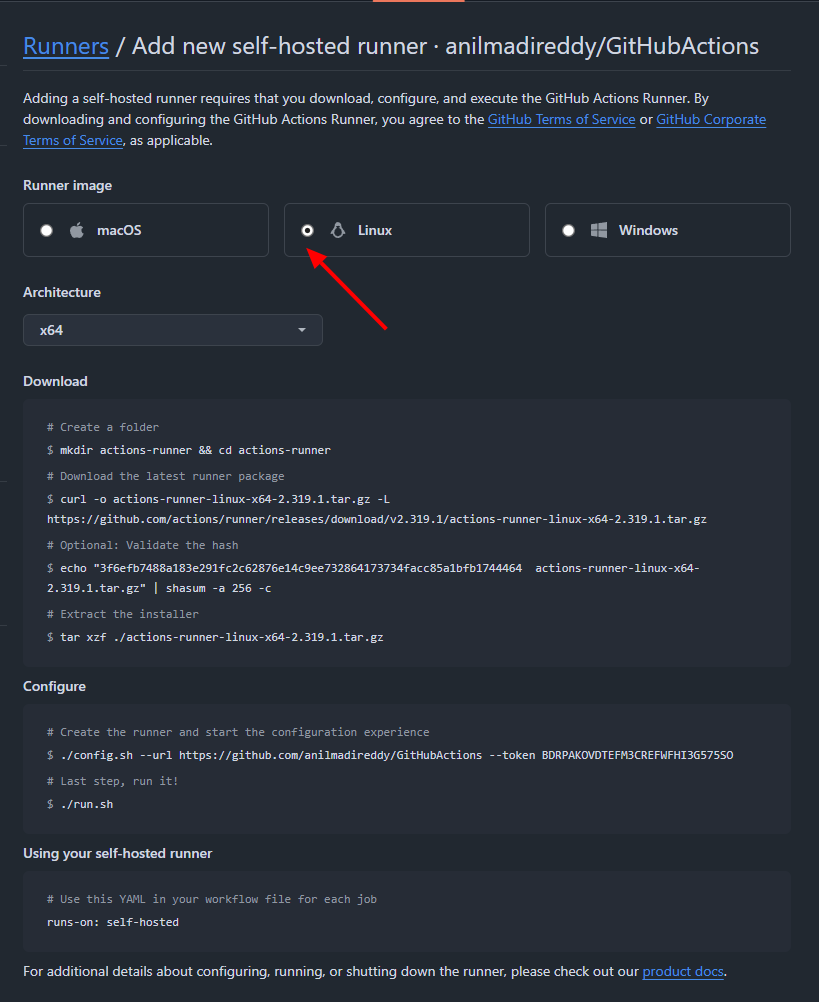 Runners / Add new self-hosted runner · anilmadireddy/GitHubActions
Adding a self-hosted runner requires that you download, configure, and execute the GitHub Actions Runner. By
downloading and configuring the GitHub Actions Runner, you agree to the GitHub Terms of Service or GitHub Corporate
Terms of Service, as applicable.
Runner image
macOS
Linux
Windows
Architecture
x64
Download
# Create a folder
$ mkdir actions-runner && cd actions-runner
# Download the latest runner package
$ curl -o actions-runner-linux-x64-2.319.1.tar.gz -L
https://github.com/actions/runner/releases/download/v2.319.1/actions-runner-linux-x64-2.319.1.tar.gz
# Optional: Validate the hash
$ echo "3f6efb7488a183e291fc2c62876e14c9ee732864173734facc85a1bfb1744464  actions-runner-linux-x64-
2.319.1.tar.gz" | shasum -a 256 -c
# Extract the installer
$ tar xzf ./actions-runner-linux-x64-2.319.1.tar.gz
Configure
# Create the runner and start the configuration experience
$ ./config.sh --url https://github.com/anilmadireddy/GitHubActions --token BDRPAKOVDTEFM3CREFWFHI3G575SO
# Last step, run it!
$ ./run.sh
Using your self-hosted runner
# Use this YAML in your workflow file for each job
runs-on: self-hosted
For additional details about configuring, running, or shutting down the runner, please check out our product docs.